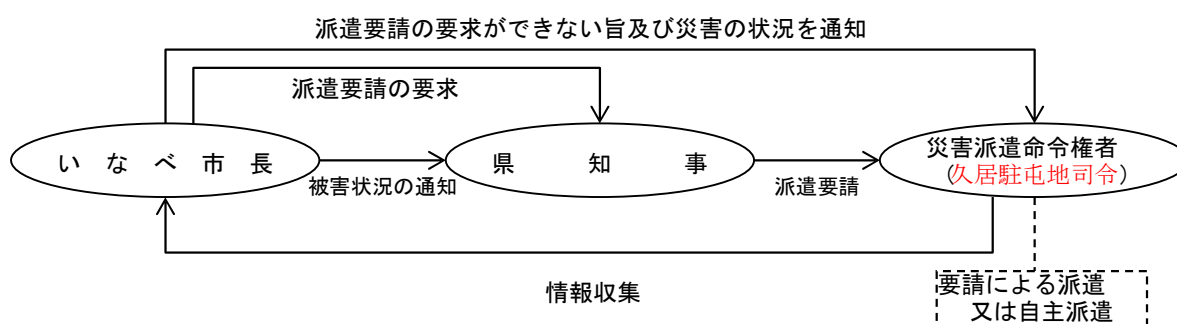 派遣要請の要求ができない旨及び災害の状況を通知
派遣要請の要求
いなべ市長
被害状況の通知
県知事
派遣要請
災害派遣命令権者
(久居駐屯地司令)
情報収集
要請による派遣
又は自主派遣